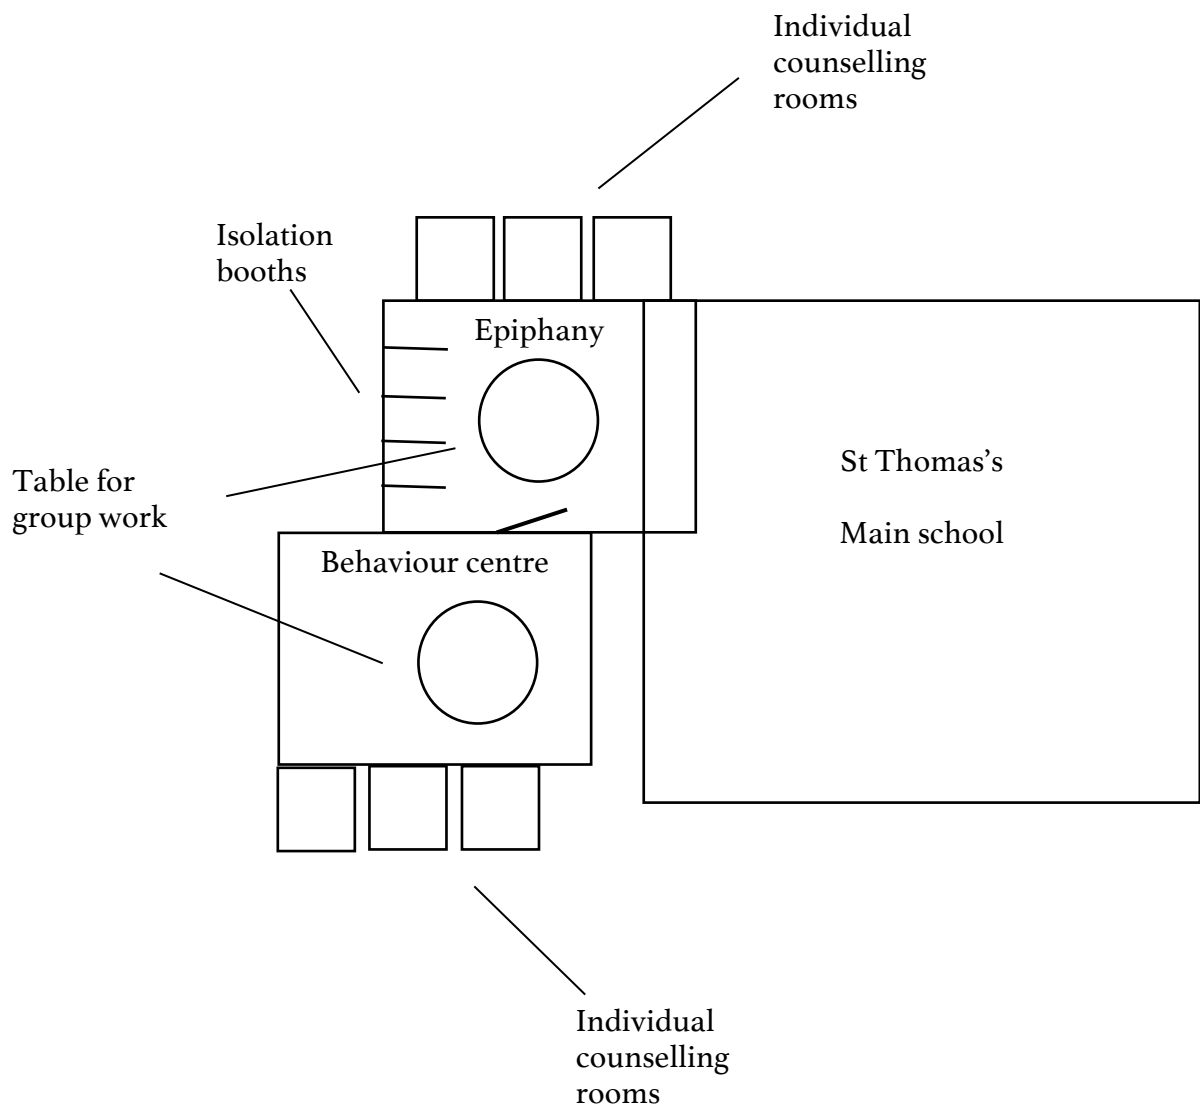 Individual
counselling
rooms
Isolation
booths
Epiphany
St Thomas’s
Main school
Table for
group work
Behaviour centre
Individual
counselling
rooms